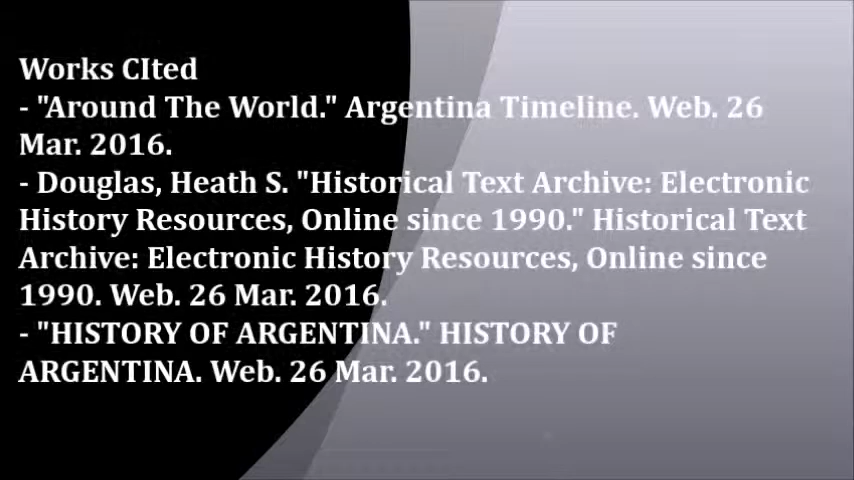 Works CIted
- "Around The World." Argentina Timeline. Web. 26
Mar. 2016.
- Douglas, Heath S. "Historical Text Archive: Electronic
History Resources, Online since 1990." Historical Text
Archive: Electronic History Resources, Online since
1990. Web. 26 Mar. 2016.
- "HISTORY OF ARGENTINA." HISTORY OF
ARGENTINA. Web. 26 Mar. 2016.